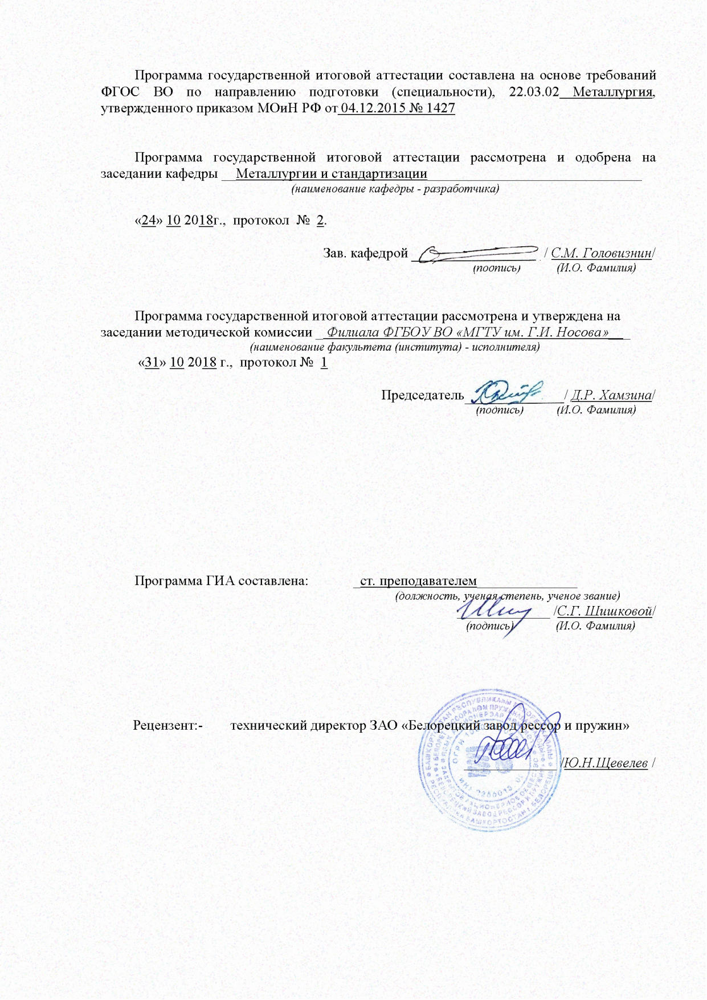 Программа государственной итоговой аттестации составлена на основе требований
ФГОС ВО по направлению подготовки (специальности), 22.03.02 Металлургия,
утвержденного приказом МОиН РФ от 04.12.2015 № 1427
Программа государственной итоговой аттестации рассмотрена и одобрена на
заседании кафедры Металлургии и стандартизации
(наименование кафедры - разработчика)
«24» 10 2018г., протокол № 2.
Зав. кафедрой / С.М. Головизнин/
(поопись) (И.О. Фамилия)
Программа государственной итоговой аттестации рассмотрена и утверждена на
заседании методической комиссии Филиала ФГБОУ ВО «МГТУ им. Г.И. Носова»
(наименование факультета (института) - исполнителя)
«31» 10 2018 г., протокол № 1
Председатель / Д.Р. Хамзина/
(подпись) (И.О. Фамилия)
Программа ГИА составлена: ст. преподавателем
(должность, ученая степень, ученое звание)
/С.Г. Шишковой/
(подпись) (И.О. Фамилия)
Рецензент:- технический директор ЗАО «Белорецкий завод рессор и пружин»
/Ю.Н.Щевелев /